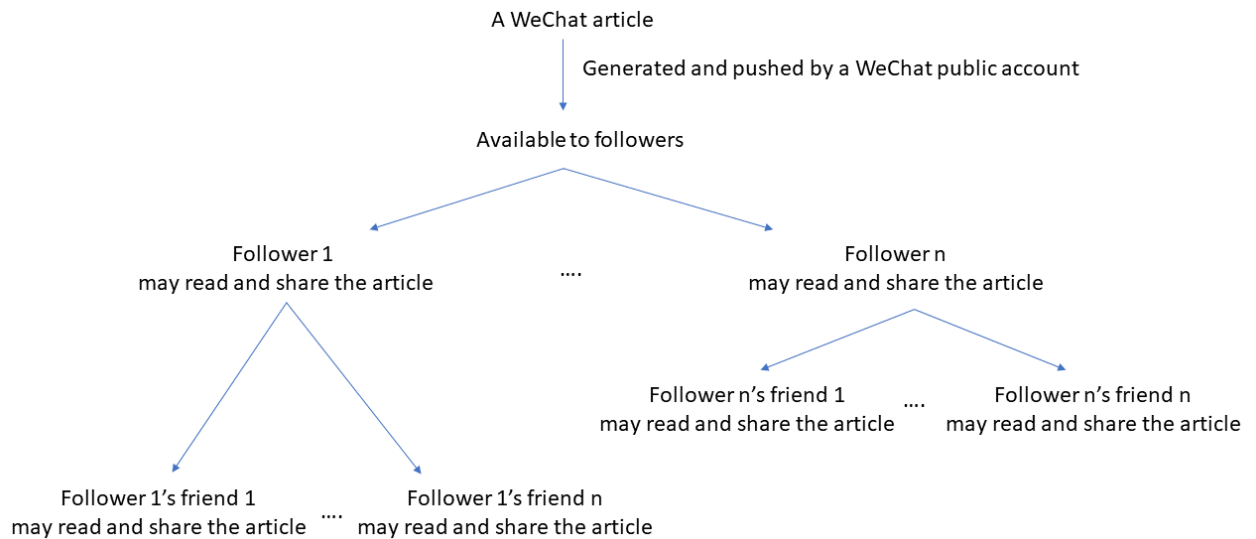 A WeChat article
Generated and pushed by a WeChat public account
Available to followers
Follower 1
may read and share the article
....
Follower n
may read and share the article
Follower n’s friend 1
may read and share the article
....
Follower n’s friend n
may read and share the article
Follower 1’s friend 1
may read and share the article
....
Follower 1’s friend n
may read and share the article